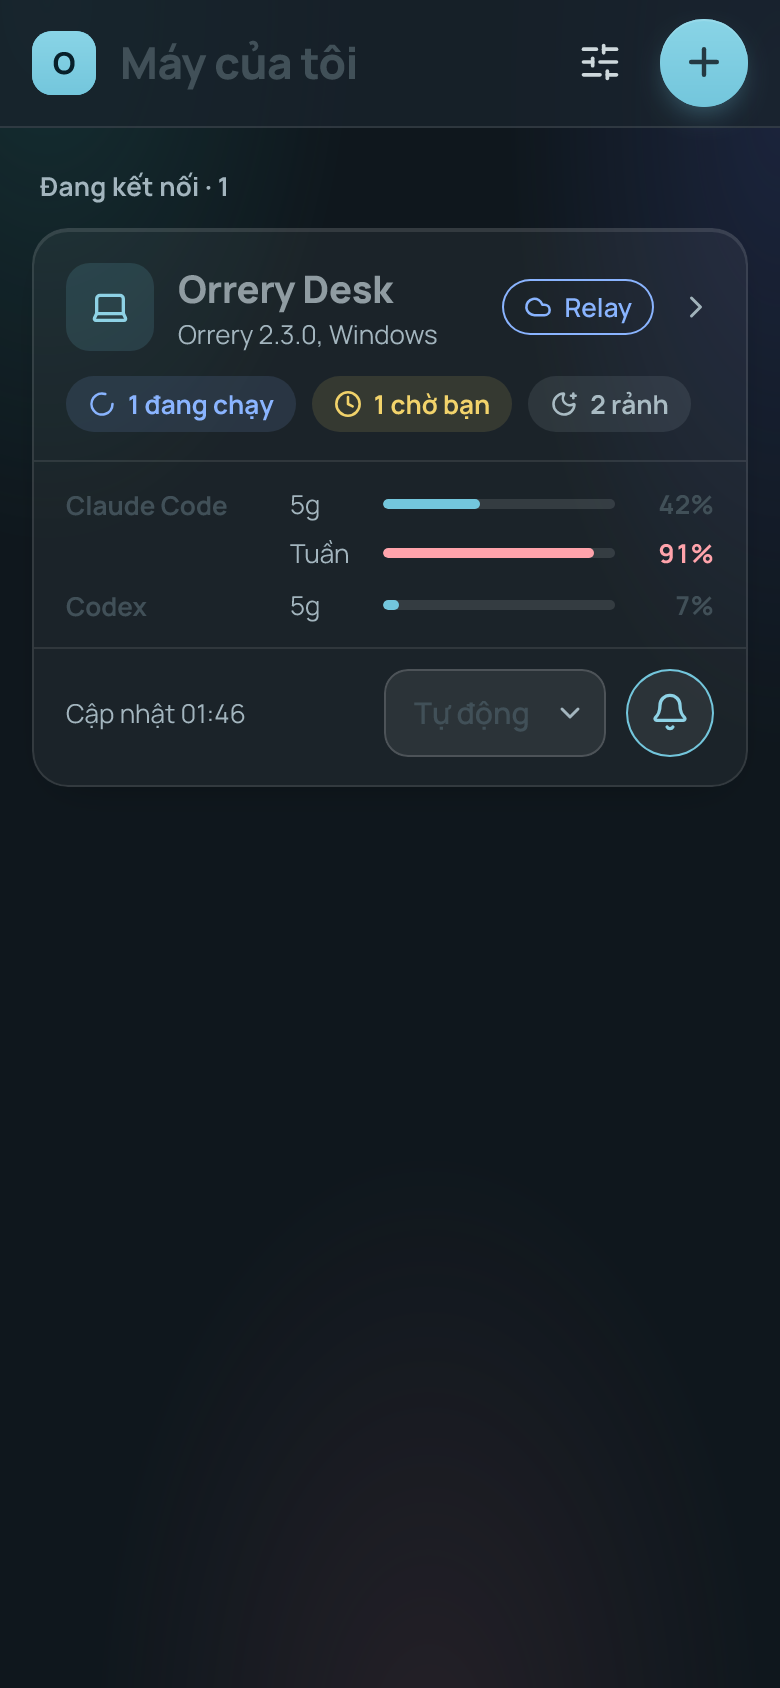 O Máy của tôi
Đang kết nối · 1
Orrery Desk
Orrery 2.3.0, Windows
Relay
1 đang chạy
1 chờ bạn
2 rảnh
Claude Code 5g 42%
Tuần 91%
Codex 5g 7%
Cập nhật 01:46
Tự động